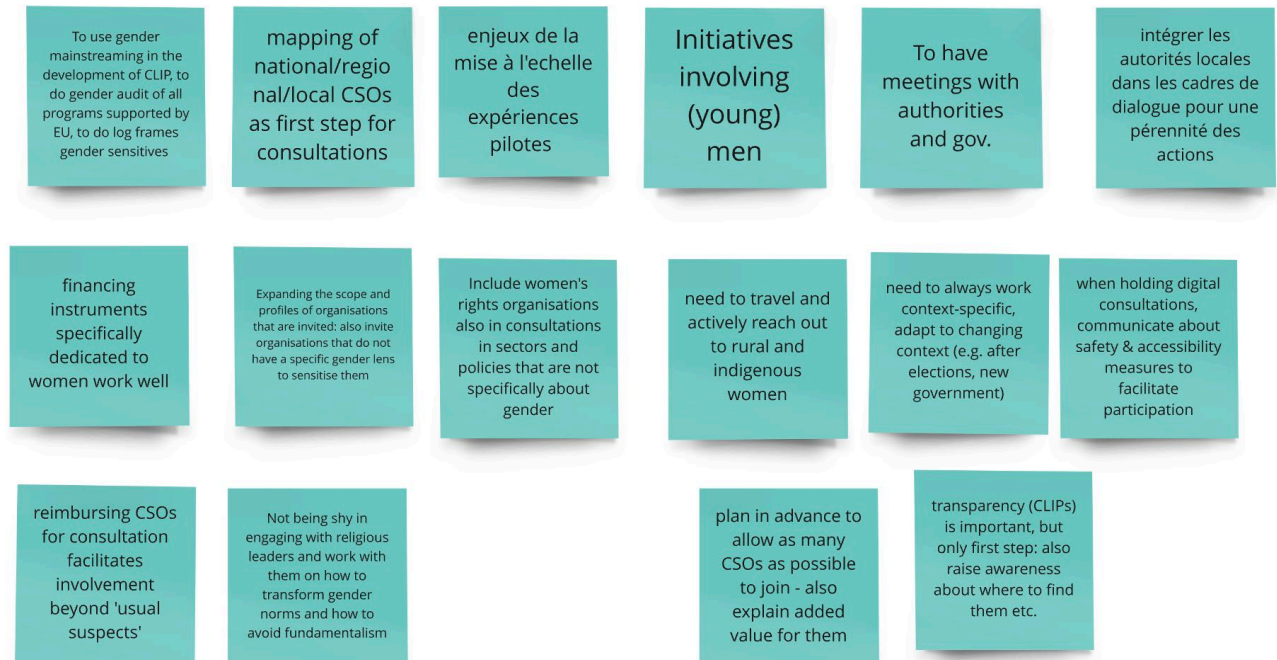 To use gender
mainstreaming in the
development of CLIP, to
do gender audit of all
programs supported by
EU, to do log frames
gender sensitives
mapping of
national/regio
nal/local CSOs
as first step for
consultations
enjeux de la
mise à l'echelle
des
expériences
pilotes
Initiatives
involving
(young)
men
To have
meetings with
authorities
and gov.
intégrer les
autorités locales
dans les cadres de
dialogue pour une
pérennité des
actions
financing
instruments
specifically
dedicated to
women work well
Expanding the scope and
profiles of organisations
that are invited: also invite
organisations that do not
have a specific gender lens
to sensitise them
Include women's
rights organisations
also in consultations
in sectors and
policies that are not
specifically about
gender
need to travel and
actively reach out
to rural and
indigenous
women
need to always work
context-specific,
adapt to changing
context (e.g. after
elections, new
government)
when holding digital
consultations,
communicate about
safety & accessibility
measures to
facilitate
participation
reimbursing CSOs
for consultation
facilitates
involvement
beyond 'usual
suspects'
Not being shy in
engaging with religious
leaders and work with
them on how to
transform gender
norms and how to
avoid fundamentalism
plan in advance to
allow as many
CSOs as possible
to join - also
explain added
value for them
transparency (CLIPs)
is important, but
only first step: also
raise awareness
about where to find
them etc.